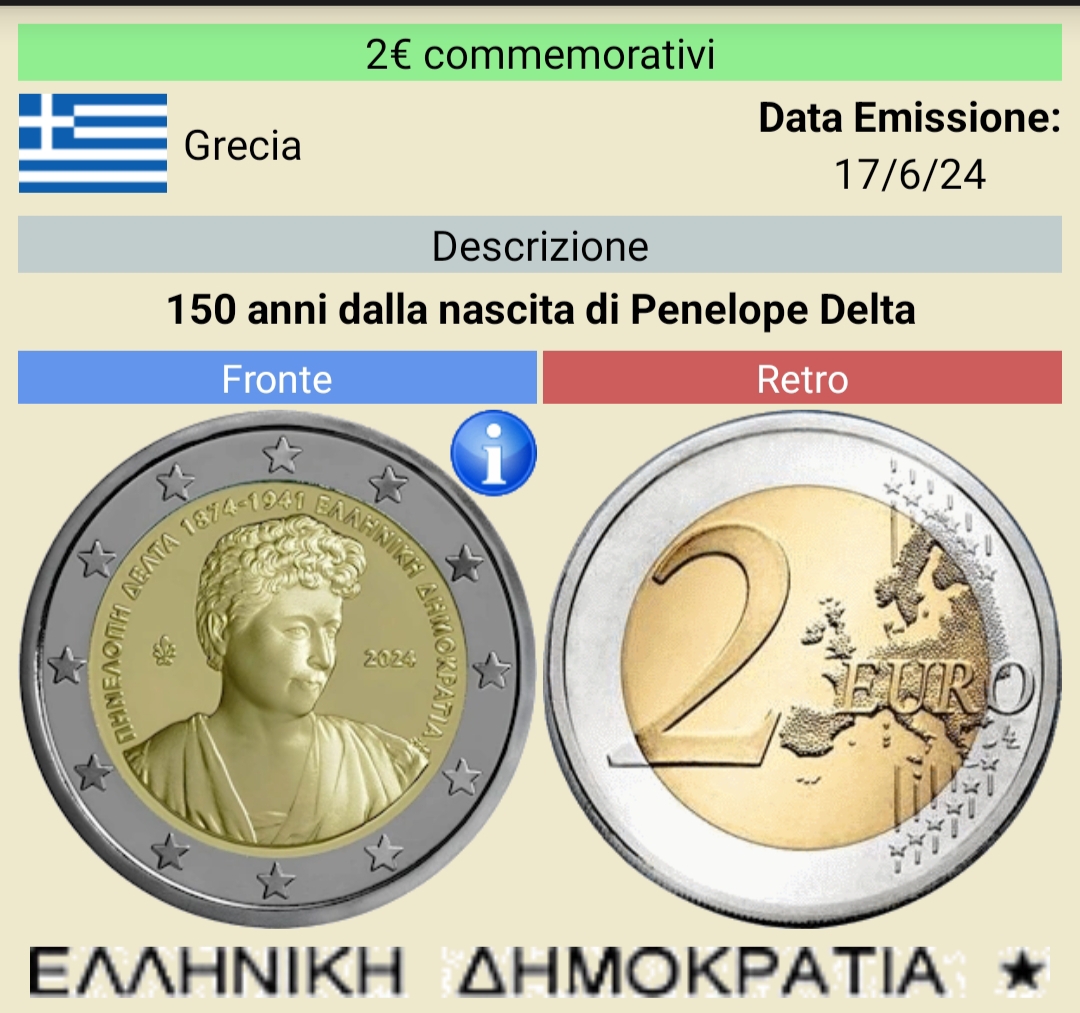 2€ commemorativi
Grecia
Data Emissione:
17/6/24
Descrizione
150 anni dalla nascita di Penelope Delta
Fronte
Retro
i
ΠΗΝΕΛΟΠΗ ΔΕΛΤΑ 1874-1941 ΕΛΛΗΝΙΚΗ ΔΗΜΟΚΡΑΤΙΑ
2024
2 EURO
ΕΛΛΗΝΙΚΗ ΔΗΜΟΚΡΑΤΙΑ ★